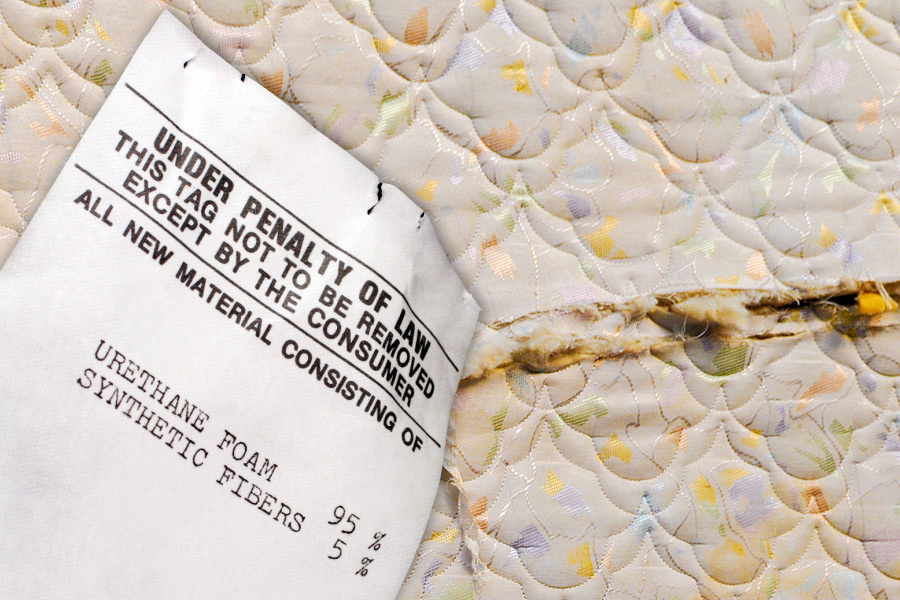 UNDER PENALTY OF LAW
THIS TAG NOT TO BE REMOVED
EXCEPT BY THE CONSUMER
ALL NEW MATERIAL CONSISTING OF
URETHANE FOAM 95 %
SYNTHETIC FIBERS 5 %